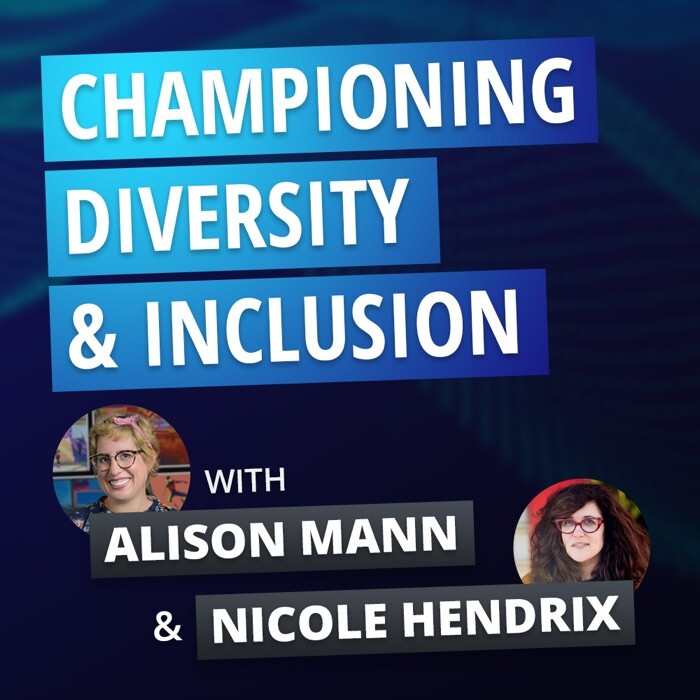 CHAMPIONING
DIVERSITY
& INCLUSION
WITH
ALISON MANN
& NICOLE HENDRIX